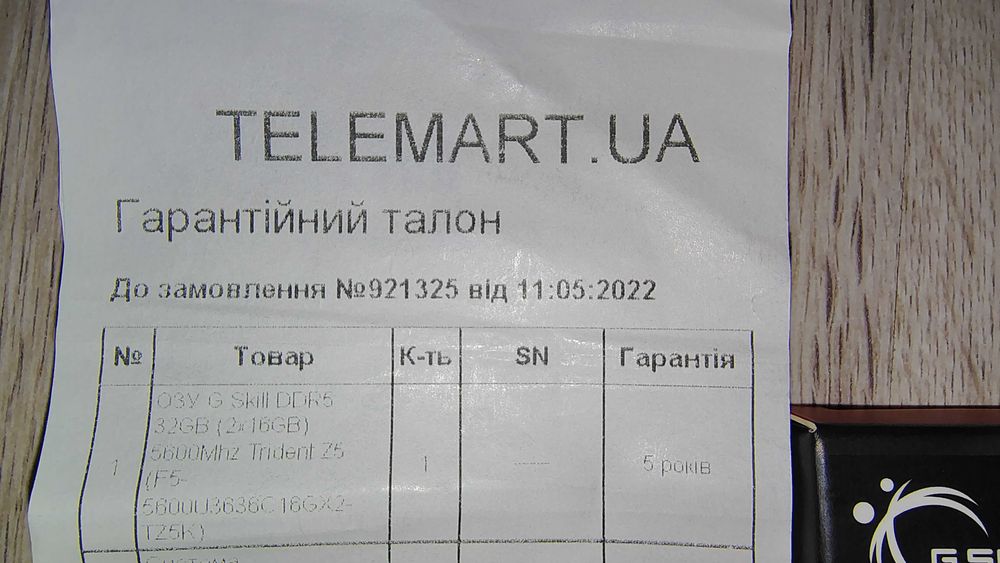 TELEMART.UA
Гарантійний талон
До замовлення №921325 від 11:05:2022
№ Товар К-ть SN Гарантія
ОЗУ G Skill DDR5
32GB (2x16GB)
1 5600Mhz Trident Z5 1 ------- 5 років
(F5-
5600U3636C16GX2-
TZ5K)
Система
G.S